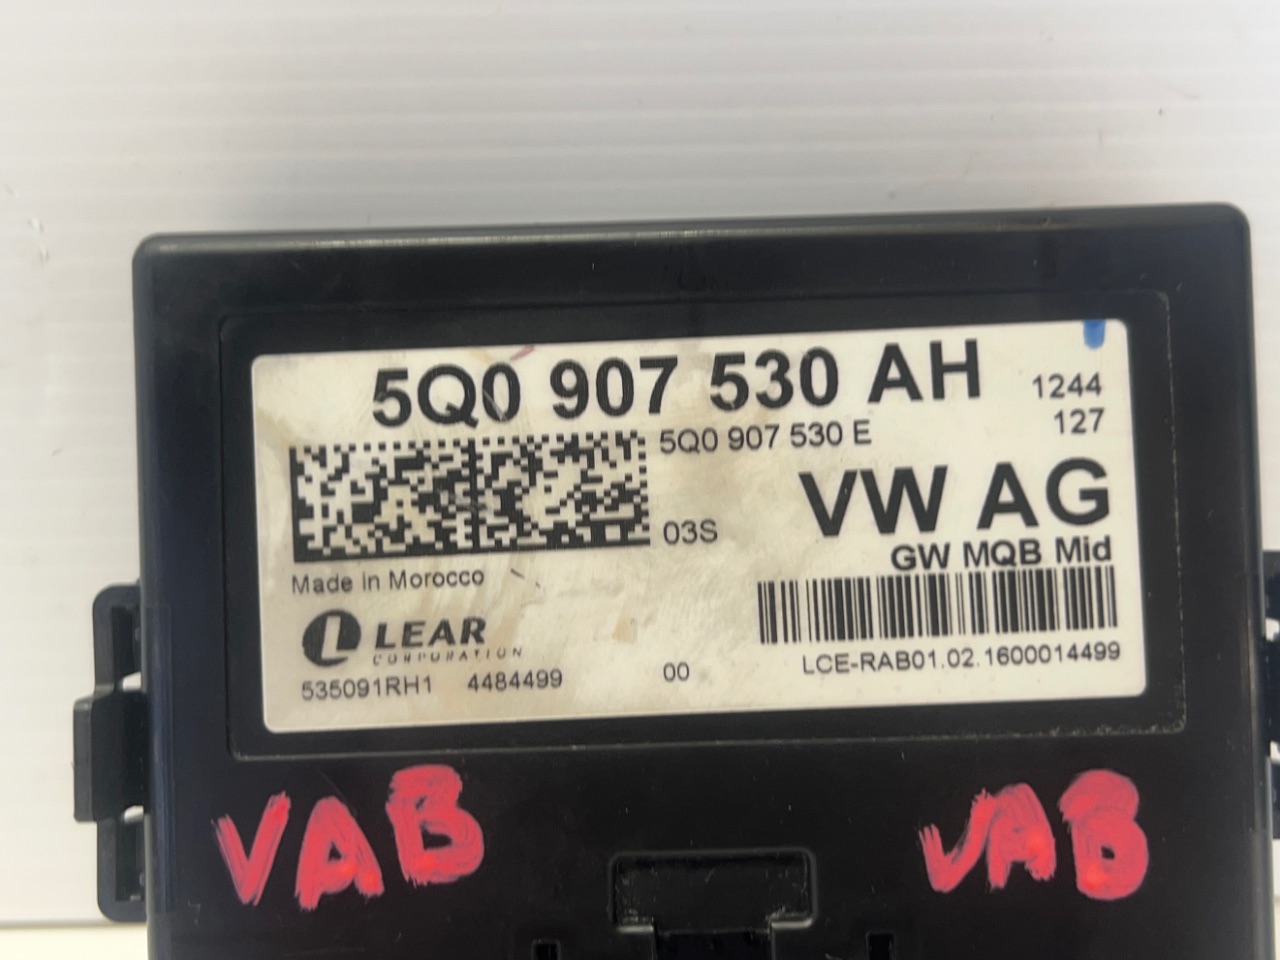 5Q0 907 530 AH 1244
5Q0 907 530 E 127
VW AG
03S
GW MQB Mid
Made in Morocco
LEAR
CORPORATION
LCE-RAB01.02.1600014499
535091RH1 4484499 00
VAB VAB